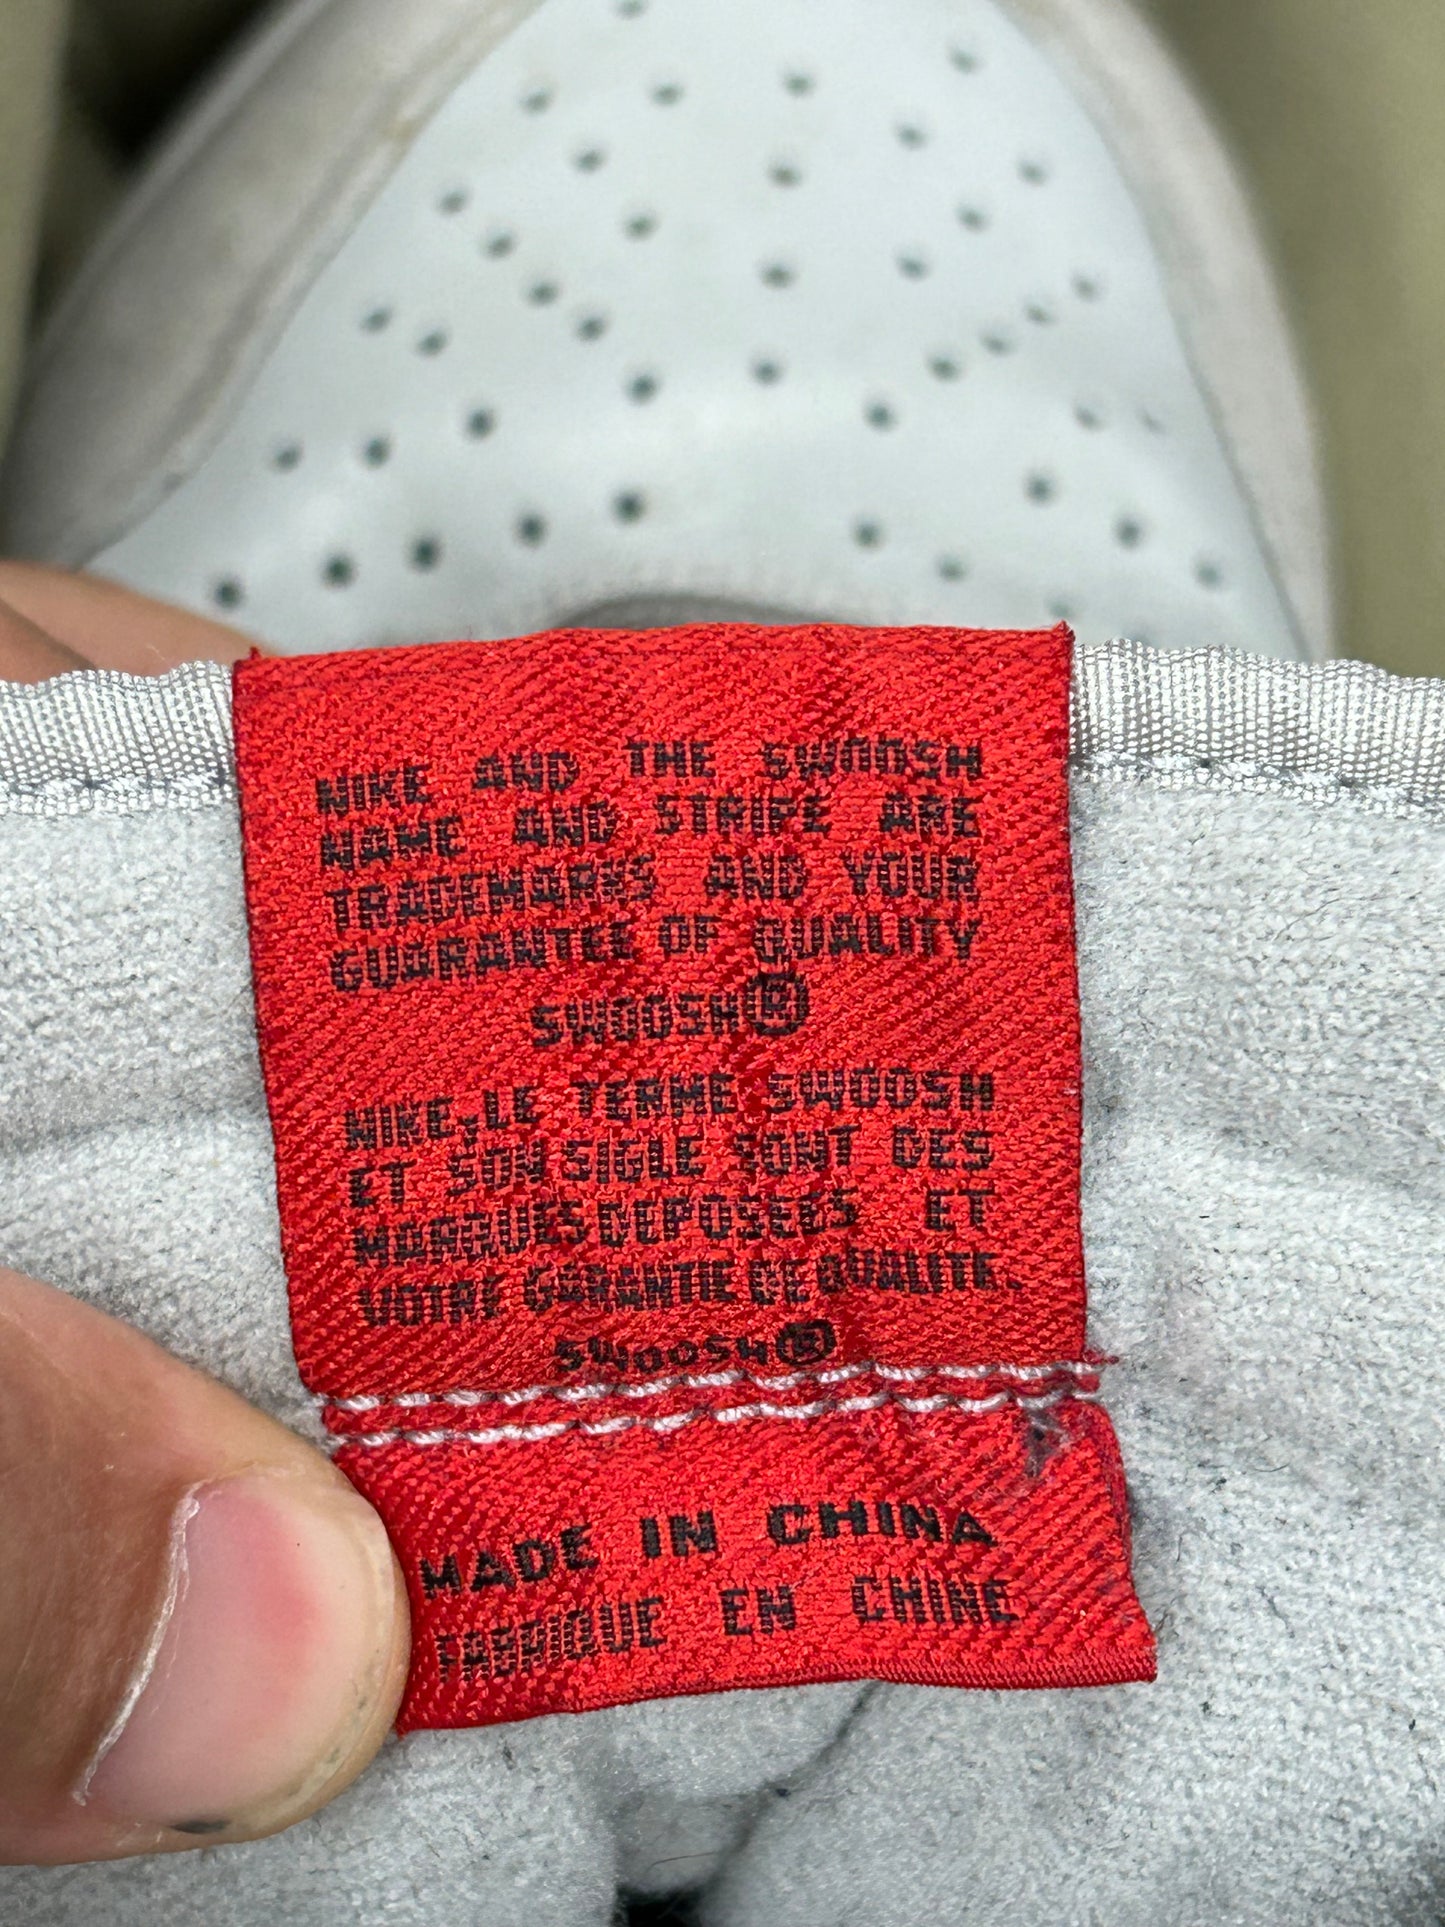 NIKE AND THE SWOOSH
NAME AND STRIPE ARE
TRADEMARKS AND YOUR
GUARANTEE OF QUALITY
SWOOSH®
NIKE, LE TERME SWOOSH
ET SON SIGLE SONT DES
MARQUES DEPOSEES ET
VOTRE GARANTIE DE QUALITE.
SWOOSH®
MADE IN CHINA
FABRIQUE EN CHINE